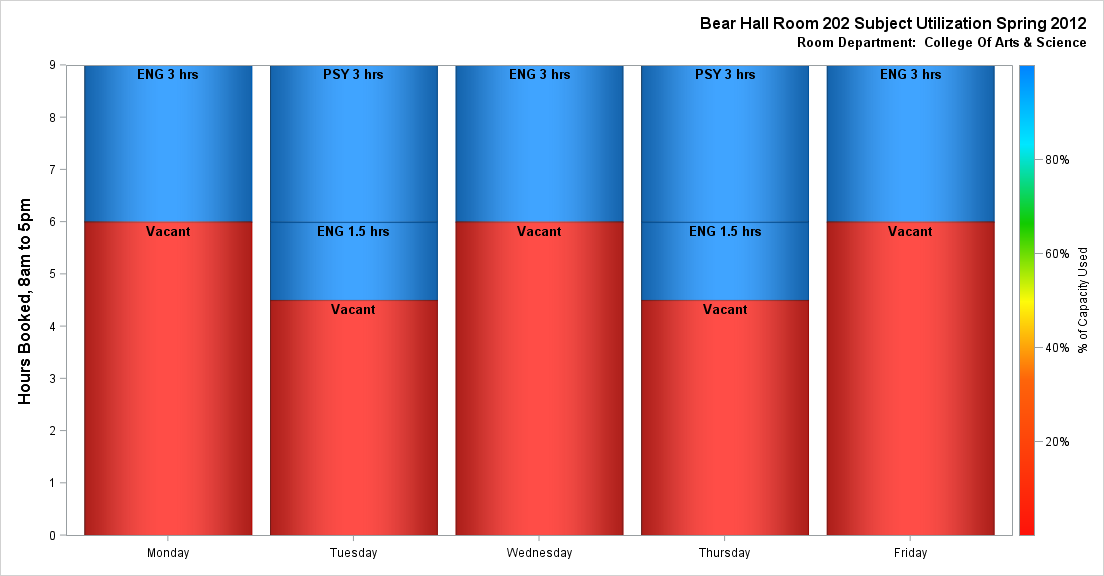 Bear Hall Room 202 Subject Utilization Spring 2012
Room Department:  College Of Arts & Science
Hours Booked, 8am to 5pm
9
8
7
6
5
4
3
2
1
0
ENG 3 hrs
PSY 3 hrs
ENG 3 hrs
PSY 3 hrs
ENG 3 hrs
Vacant
ENG 1.5 hrs
Vacant
ENG 1.5 hrs
Vacant
Vacant
Vacant
Monday
Tuesday
Wednesday
Thursday
Friday
80%
60%
40%
20%
% of Capacity Used